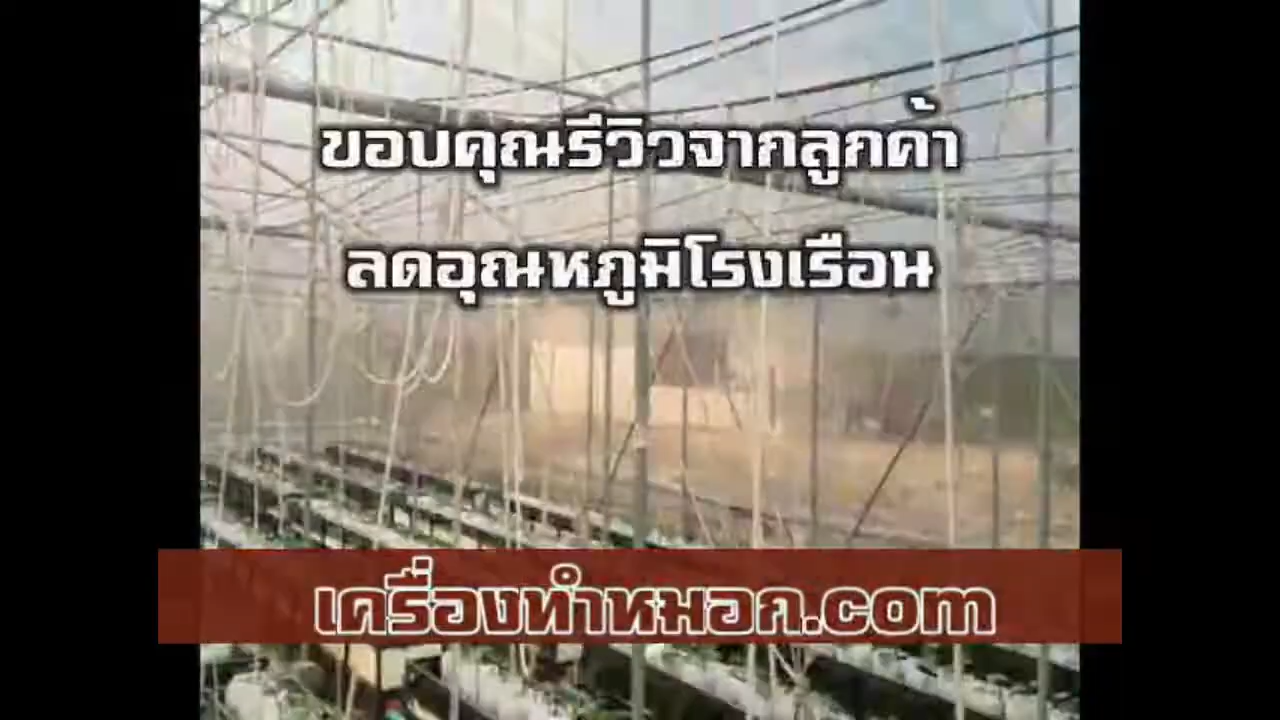 ขอบคุณรีวิวจากลูกค้า
ลดอุณหภูมิโรงเรือน
เครื่องทำหมอก.com